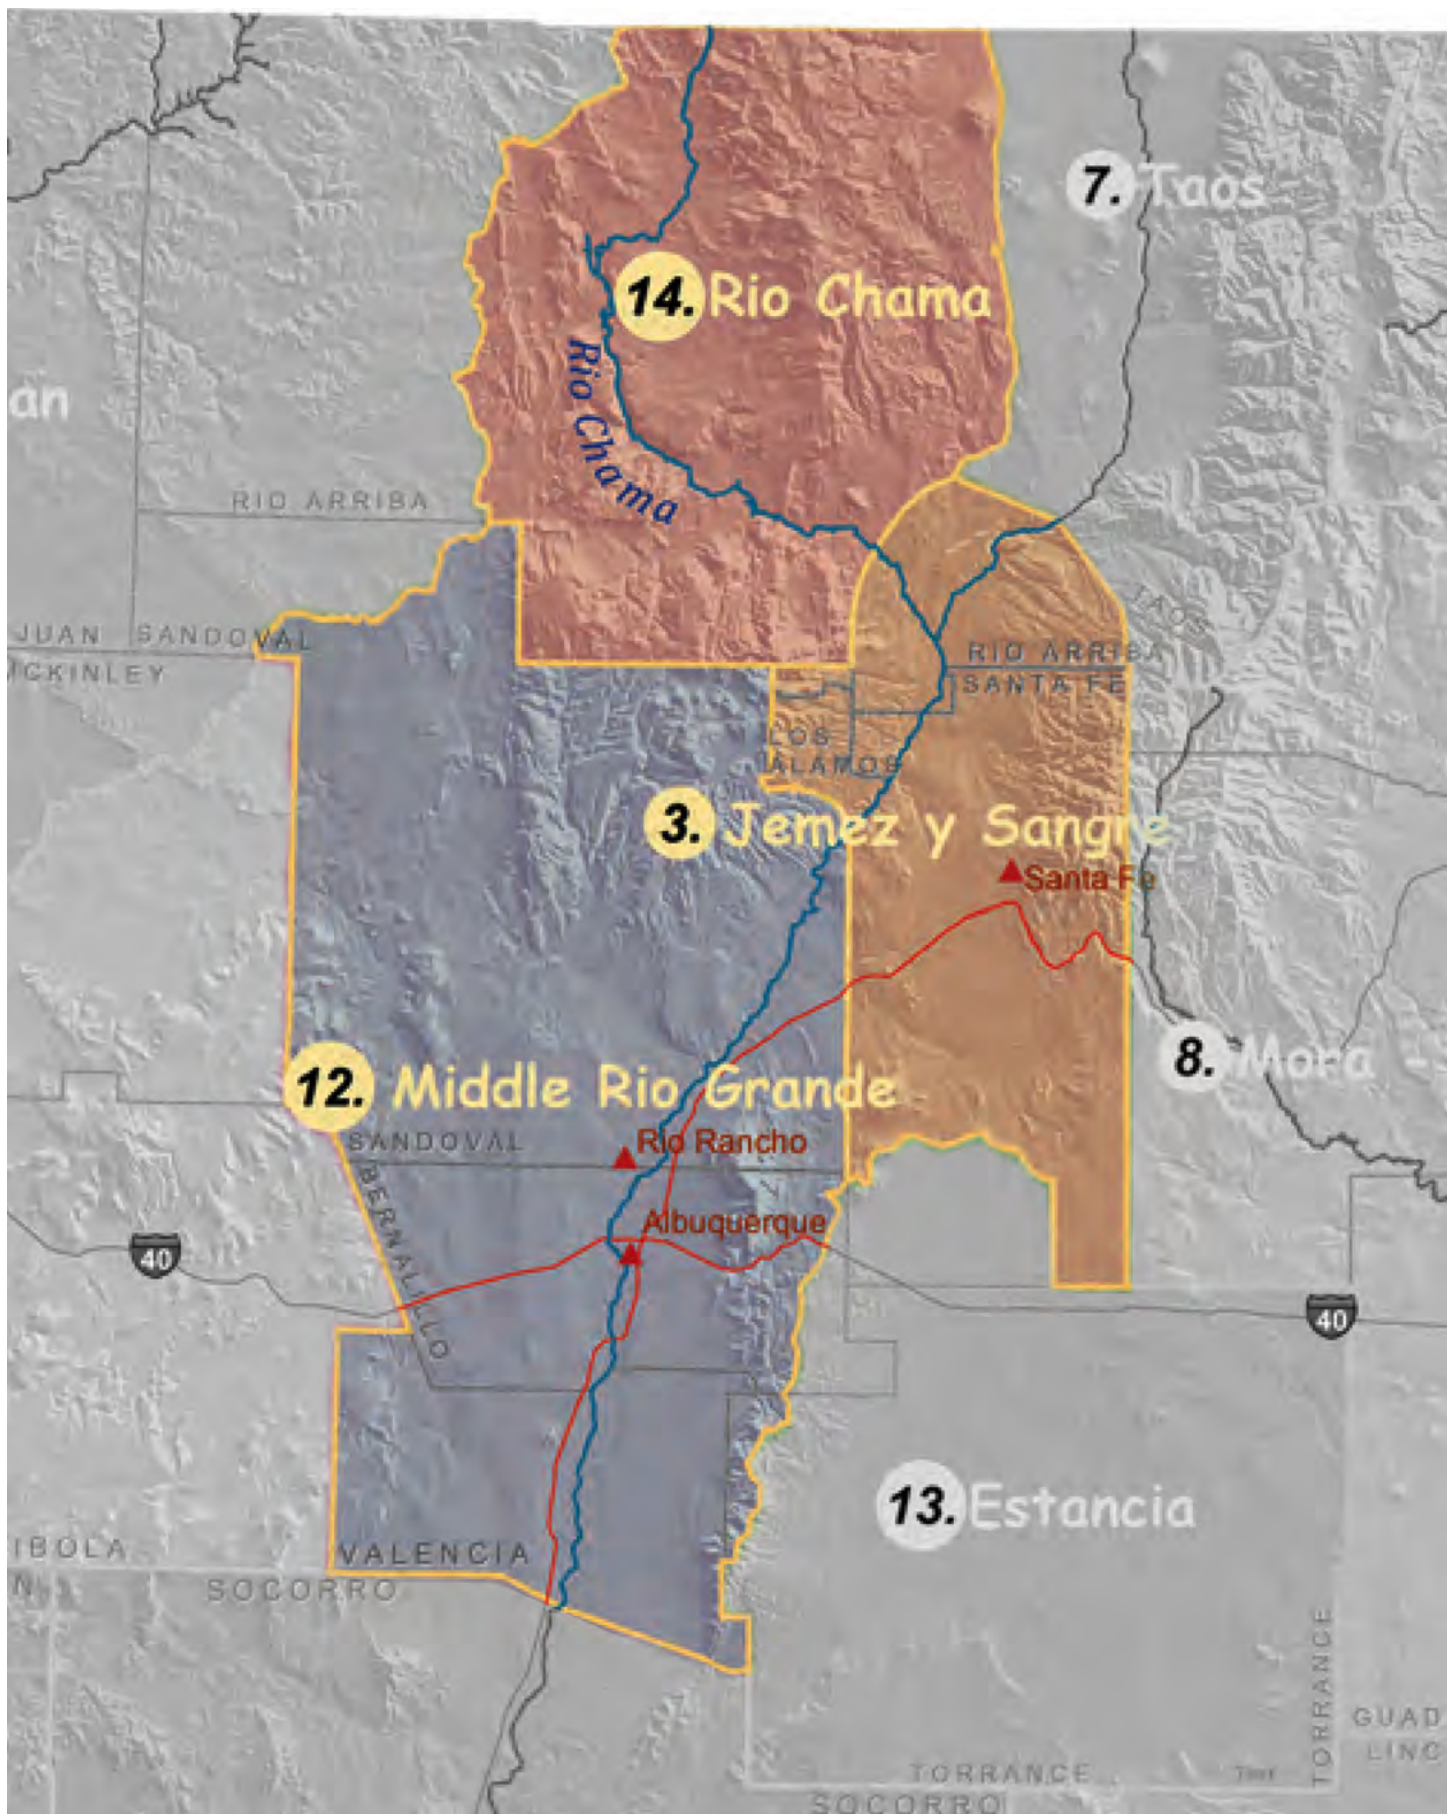 7. Taos
14. Rio Chama
Rio Chama
an
RIO ARRIBA
TAOS
JUAN SANDOVAL
MCKINLEY
RIO ARRIBA
SANTA FE
LOS
ALAMOS
3. Jemez y Sangre
Santa Fe
8. Mora -
12. Middle Rio Grande
SANDOVAL
Rio Rancho
BERNALILLO
Albuquerque
40
40
13. Estancia
IBOLA
VALENCIA
N
SOCORRO
TORRANCE
GUAD
LINC
TORRANCE
SOCORRO